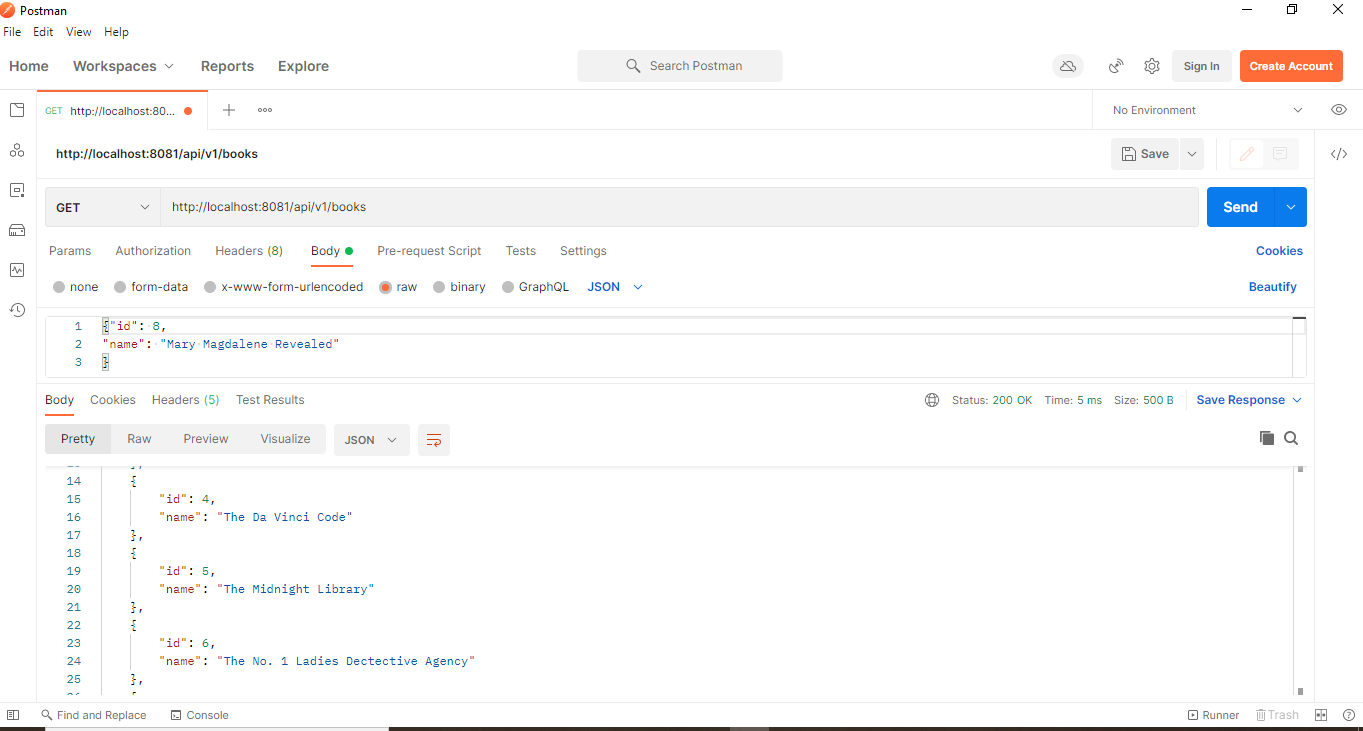 Postman
File Edit View Help
Home Workspaces Reports Explore Search Postman Sign In Create Account
GET http://localhost:80... No Environment
http://localhost:8081/api/v1/books Save
GET http://localhost:8081/api/v1/books Send
Params Authorization Headers (8) Body Pre-request Script Tests Settings Cookies
none form-data x-www-form-urlencoded raw binary GraphQL JSON Beautify
1 {"id": 8,
2 "name": "Mary Magdalene Revealed"
3 }
Body Cookies Headers (5) Test Results Status: 200 OK Time: 5 ms Size: 500 B Save Response
Pretty Raw Preview Visualize JSON
14 {
15 "id": 4,
16 "name": "The Da Vinci Code"
17 },
18 {
19 "id": 5,
20 "name": "The Midnight Library"
21 },
22 {
23 "id": 6,
24 "name": "The No. 1 Ladies Dectective Agency"
25 },
Find and Replace Console Runner Trash